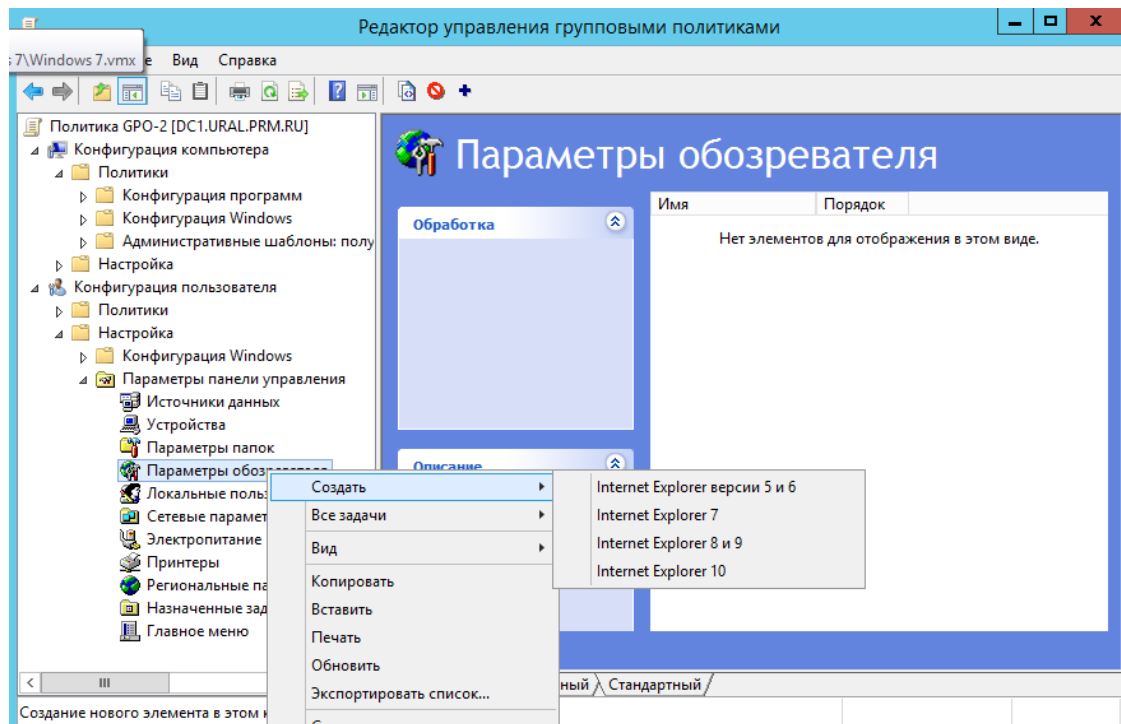 Редактор управления групповыми политиками
7\Windows 7.vmx
Вид Справка
Политика GPO-2 [DC1.URAL.PRM.RU]
Конфигурация компьютера
Политики
Конфигурация программ
Конфигурация Windows
Административные шаблоны: полу
Настройка
Конфигурация пользователя
Политики
Настройка
Конфигурация Windows
Параметры панели управления
Источники данных
Устройства
Параметры папок
Параметры обозревателя
Локальные польз
Сетевые парамет
Электропитание
Принтеры
Региональные па
Назначенные зад
Главное меню
Параметры обозревателя
Обработка
Описание
Имя Порядок
Нет элементов для отображения в этом виде.
Создать
Все задачи
Вид
Копировать
Вставить
Печать
Обновить
Экспортировать список...
Internet Explorer версии 5 и 6
Internet Explorer 7
Internet Explorer 8 и 9
Internet Explorer 10
ный Стандартный
Создание нового элемента в этом к